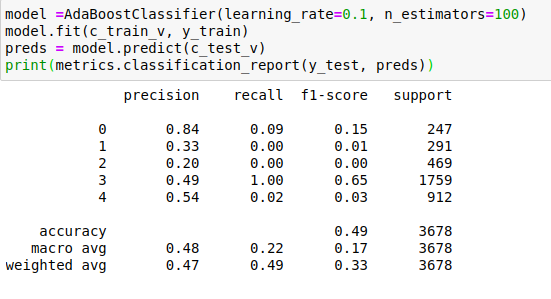 model =AdaBoostClassifier(learning_rate=0.1, n_estimators=100)
model.fit(c_train_v, y_train)
preds = model.predict(c_test_v)
print(metrics.classification_report(y_test, preds))
precision recall f1-score support
0 0.84 0.09 0.15 247
1 0.33 0.00 0.01 291
2 0.20 0.00 0.00 469
3 0.49 1.00 0.65 1759
4 0.54 0.02 0.03 912
accuracy 0.49 3678
macro avg 0.48 0.22 0.17 3678
weighted avg 0.47 0.49 0.33 3678